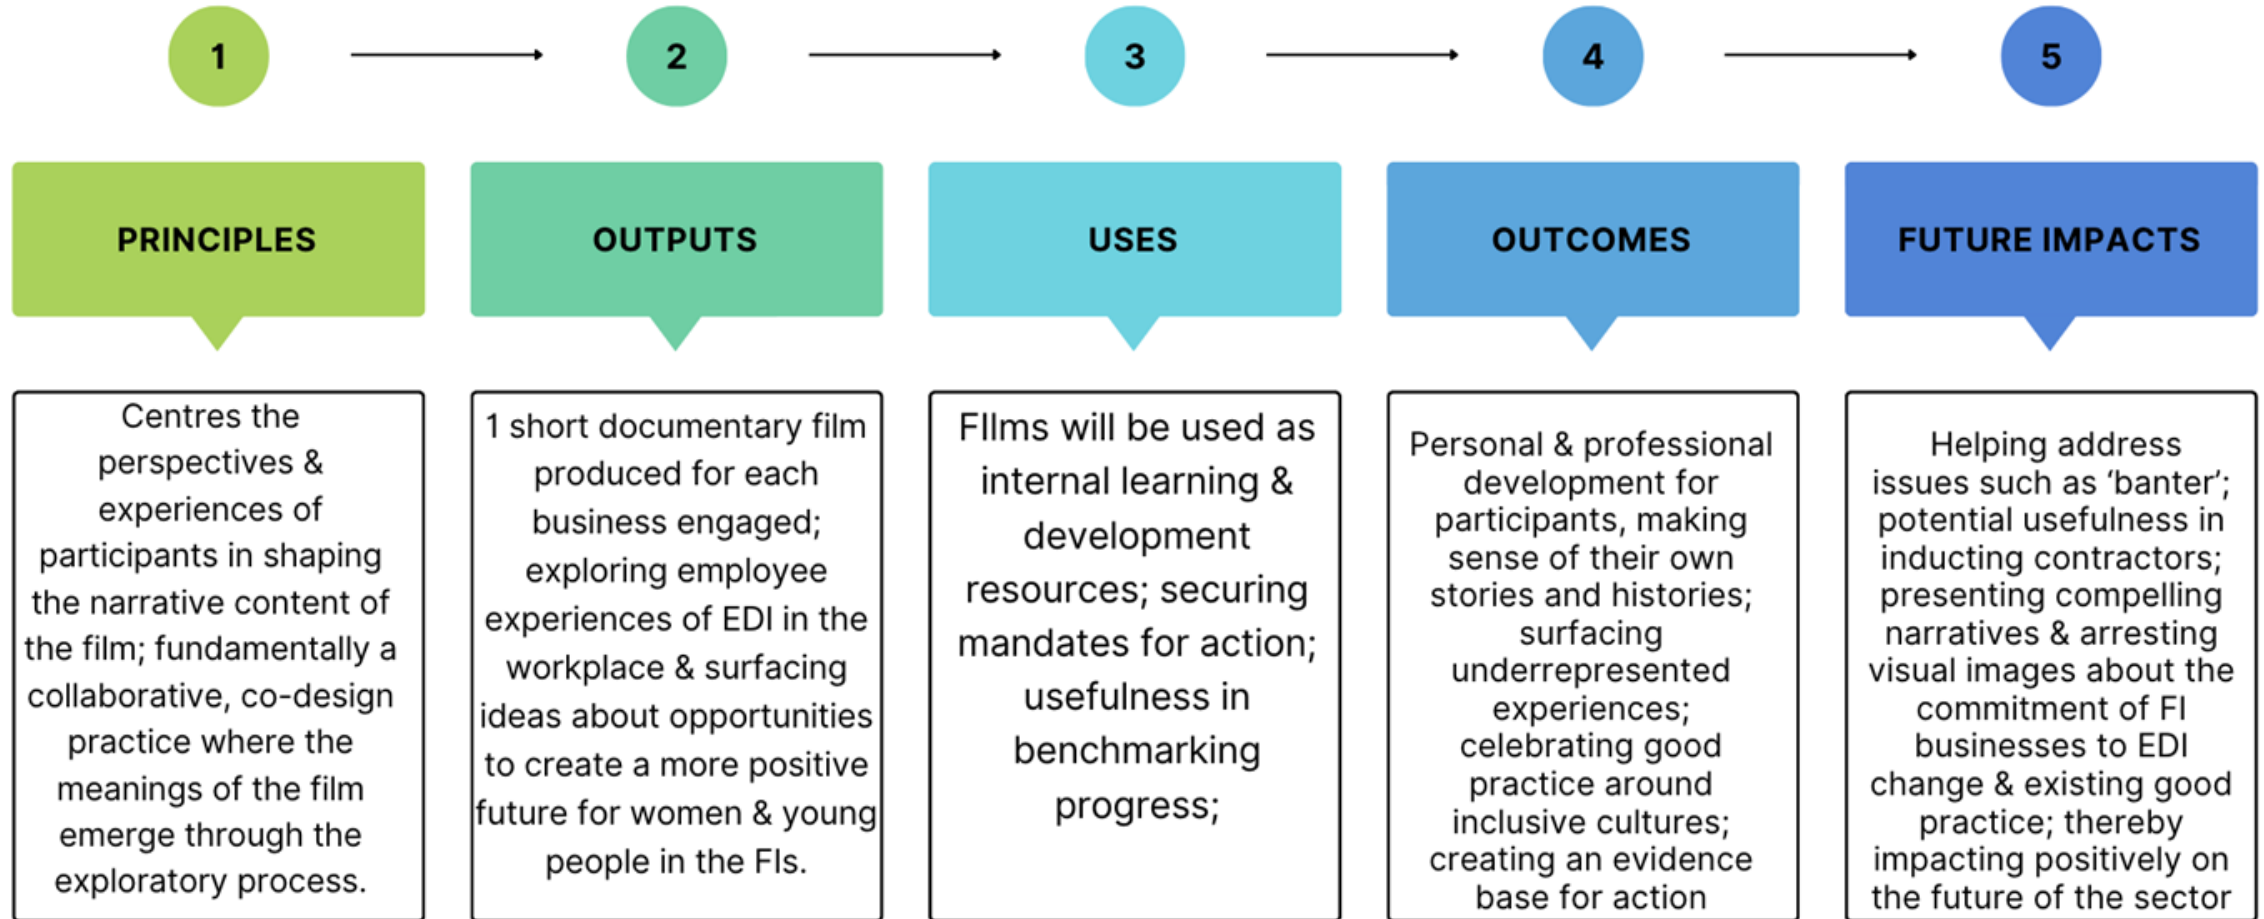 1
2
3
4
5
PRINCIPLES
OUTPUTS
USES
OUTCOMES
FUTURE IMPACTS
Centres the
perspectives &
experiences of
participants in shaping
the narrative content of
the film; fundamentally a
collaborative, co-design
practice where the
meanings of the film
emerge through the
exploratory process.
1 short documentary film
produced for each
business engaged;
exploring employee
experiences of EDI in the
workplace & surfacing
ideas about opportunities
to create a more positive
future for women & young
people in the FIs.
FIlms will be used as
internal learning &
development
resources; securing
mandates for action;
usefulness in
benchmarking
progress;
Personal & professional
development for
participants, making
sense of their own
stories and histories;
surfacing
underrepresented
experiences;
celebrating good
practice around
inclusive cultures;
creating an evidence
base for action
Helping address
issues such as ‘banter’;
potential usefulness in
inducting contractors;
presenting compelling
narratives & arresting
visual images about the
commitment of FI
businesses to EDI
change & existing good
practice; thereby
impacting positively on
the future of the sector